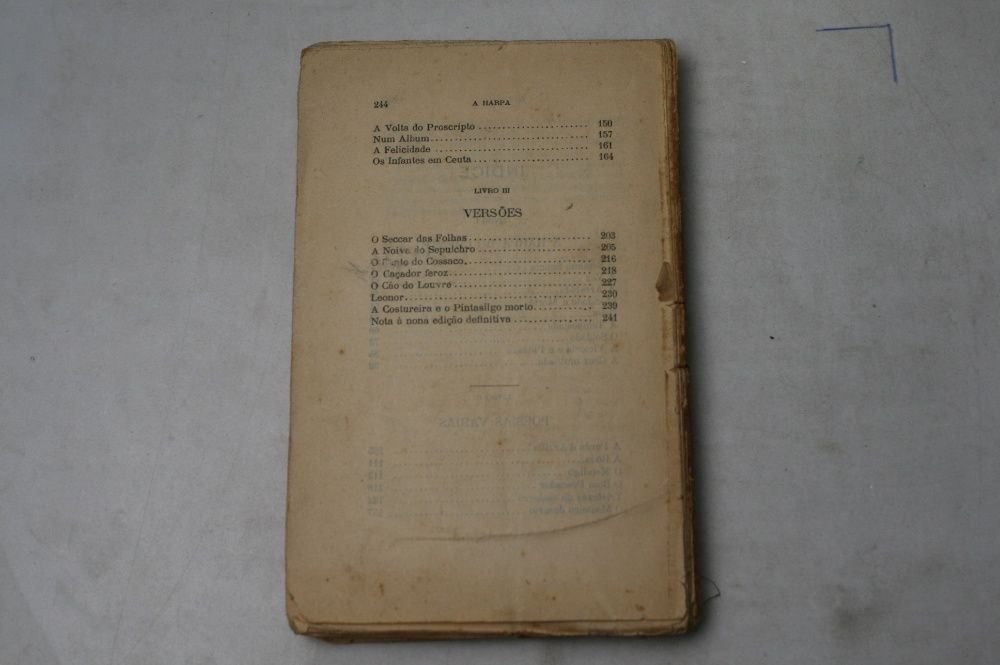 244 A HARPA
A Volta do Proscripto ........................ 150
Num Album ........................ 157
A Felicidade ........................ 161
Os Infantes em Ceuta ........................ 164
LIVRO III
VERSÕES
O Seccar das Folhas ........................ 203
A Noiva do Sepulchro ........................ 205
O do Cossaco ........................ 216
O Caçador feroz ........................ 218
O Cão do Louvre ........................ 227
Leonor ........................ 230
A Costureira e o Pintasilgo morto ........................ 239
Nota á nona edição definitiva ........................ 241